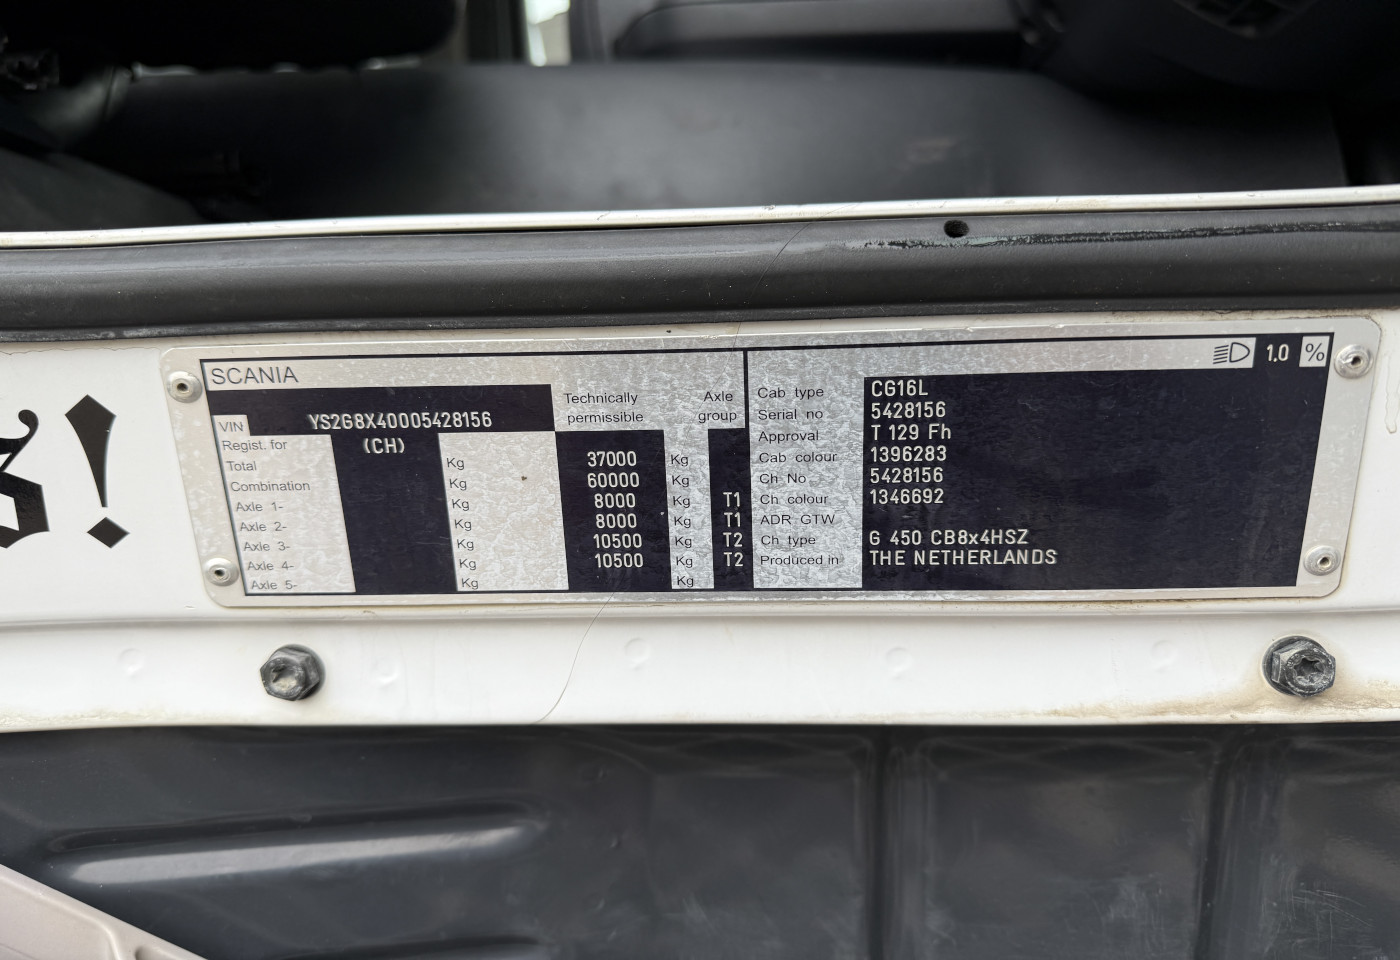 SCANIA
1.0 %
VIN YS2G8X40005428156
Technically permissible
Axle group
Regist. for (CH)
Total Kg 37000 Kg
Combination Kg 60000 Kg
Axle 1- Kg 8000 Kg T1
Axle 2- Kg 8000 Kg T1
Axle 3- Kg 10500 Kg T2
Axle 4- Kg 10500 Kg T2
Axle 5- Kg Kg
Cab type CG16L
Serial no 5428156
Approval T 129 Fh
Cab colour 1396283
Ch No 5428156
Ch colour 1346692
ADR GTW
Ch type G 450 CB8x4HSZ
Produced in THE NETHERLANDS
!